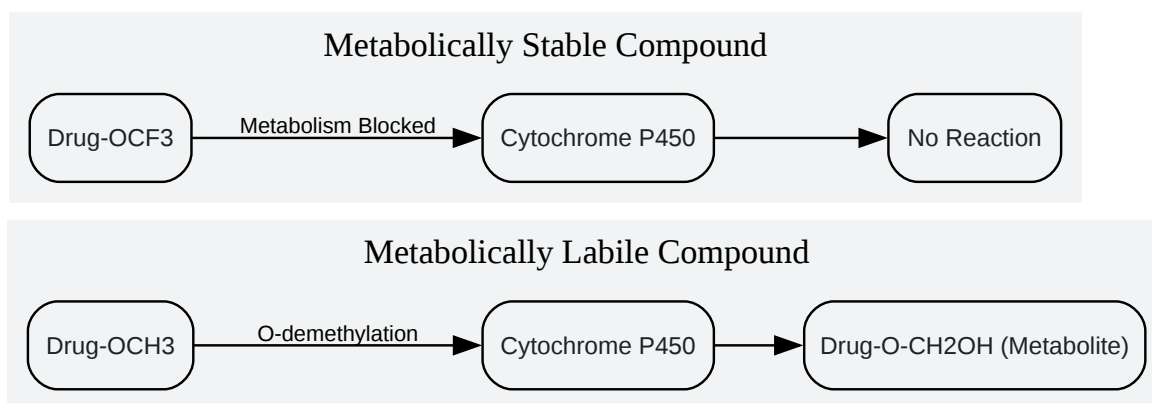 Metabolically Stable Compound
Drug-OCF3
Metabolism Blocked
Cytochrome P450
No Reaction
Metabolically Labile Compound
Drug-OCH3
O-demethylation
Cytochrome P450
Drug-O-CH2OH (Metabolite)